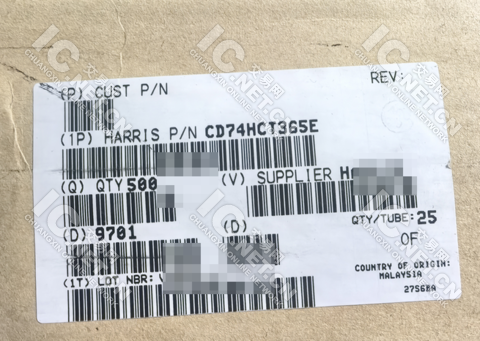 (P) CUST P/N
REV:
(1P) HARRIS P/N CD74HCT365E
(Q) QTY 500
(V) SUPPLIER
QTY/TUBE: 25
(D) 9701
(D)
OF
COUNTRY OF ORIGIN:
MALAYSIA
(1T) LOT NBR:
27568A